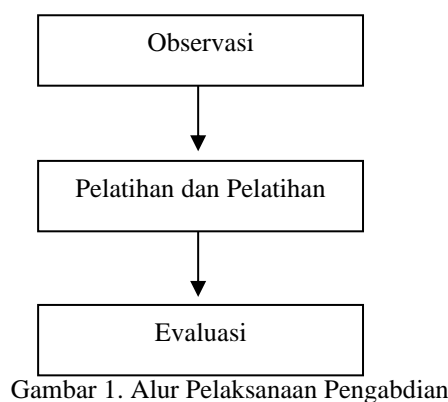 Observasi
Pelatihan dan Pelatihan
Evaluasi
Gambar 1. Alur Pelaksanaan Pengabdian